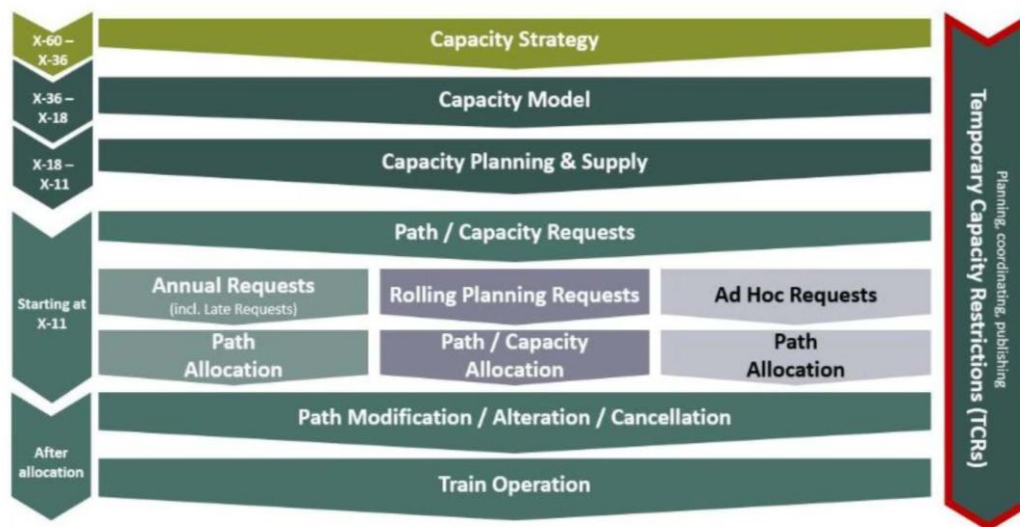 X-60 –
X-36
Capacity Strategy
X-36 –
X-18
Capacity Model
X-18 –
X-11
Capacity Planning & Supply
Starting at
X-11
Path / Capacity Requests
Annual Requests
(incl. Late Requests)
Rolling Planning Requests
Ad Hoc Requests
Path
Allocation
Path / Capacity
Allocation
Path
Allocation
After
allocation
Path Modification / Alteration / Cancellation
Train Operation
Planning, coordinating, publishing
Temporary Capacity Restrictions (TCRs)